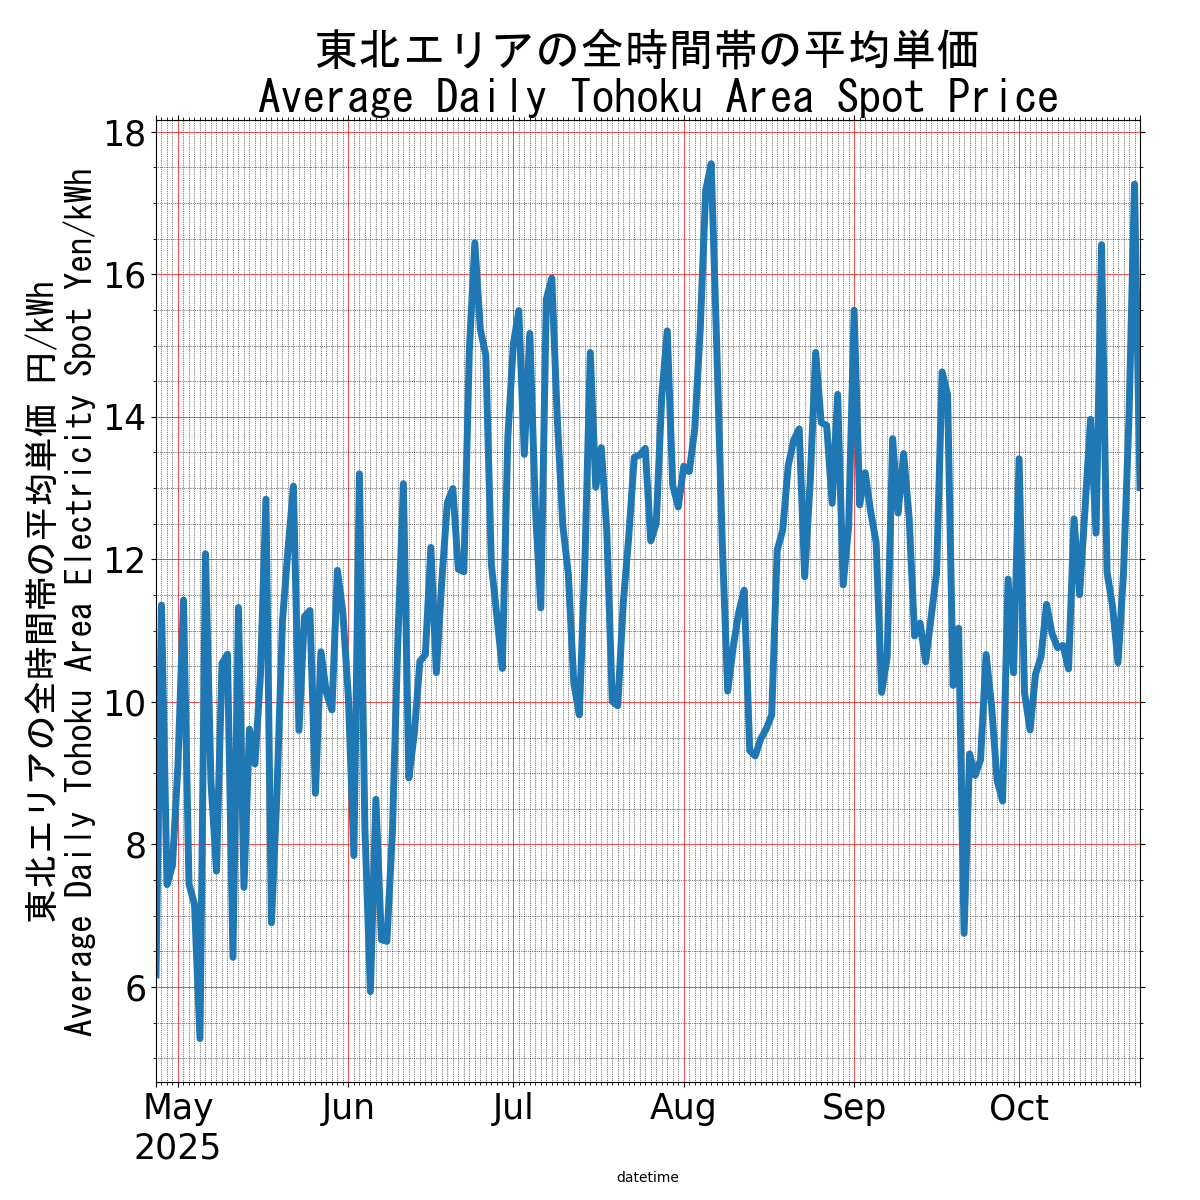 東北エリアの全時間帯の平均単価
Average Daily Tohoku Area Spot Price
東北エリアの全時間帯の平均単価 円/kWh
Average Daily Tohoku Area Electricity Spot Yen/kWh
18
16
14
12
10
8
6
May
2025
Jun
Jul
Aug
Sep
Oct
datetime